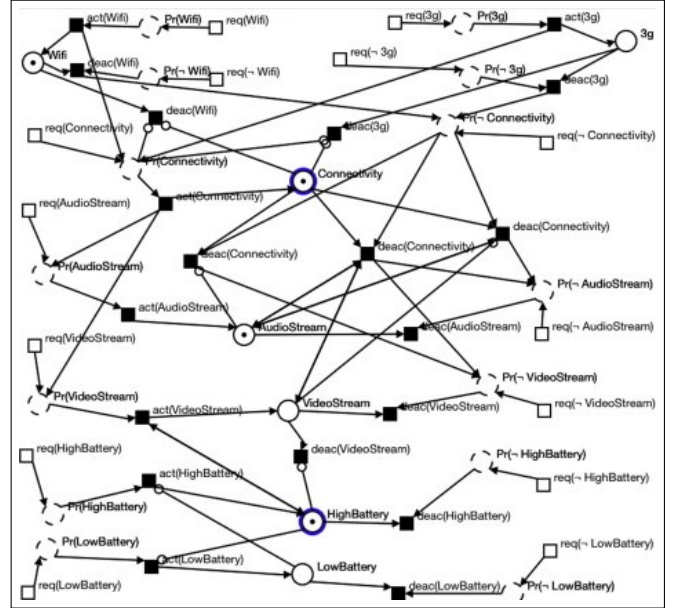 act(Wifi)
Pr(Wifi)
req(Wifi)
req(3g)
Pr(3g)
act(3g)
3g
Wifi
deac(Wifi)
Pr(¬ Wifi)
req(¬ Wifi)
req(¬ 3g)
Pr(¬ 3g)
deac(3g)
deac(Wifi)
deac(3g)
Pr(¬ Connectivity)
req(Connectivity)
req(¬ Connectivity)
Pr(Connectivity)
Connectivity
act(Connectivity)
req(AudioStream)
deac(Connectivity)
deac(Connectivity)
deac(Connectivity)
Pr(AudioStream)
Pr(¬ AudioStream)
act(AudioStream)
AudioStream
deac(AudioStream)
req(¬ AudioStream)
req(VideoStream)
Pr(¬ VideoStream)
Pr(VideoStream)
VideoStream
act(VideoStream)
deac(VideoStream)
req(¬ VideoStream)
req(HighBattery)
deac(VideoStream)
Pr(¬ HighBattery)
act(HighBattery)
req(¬ HighBattery)
Pr(HighBattery)
HighBattery
deac(HighBattery)
Pr(LowBattery)
req(¬ LowBattery)
act(LowBattery)
LowBattery
req(LowBattery)
deac(LowBattery)
Pr(¬ LowBattery)